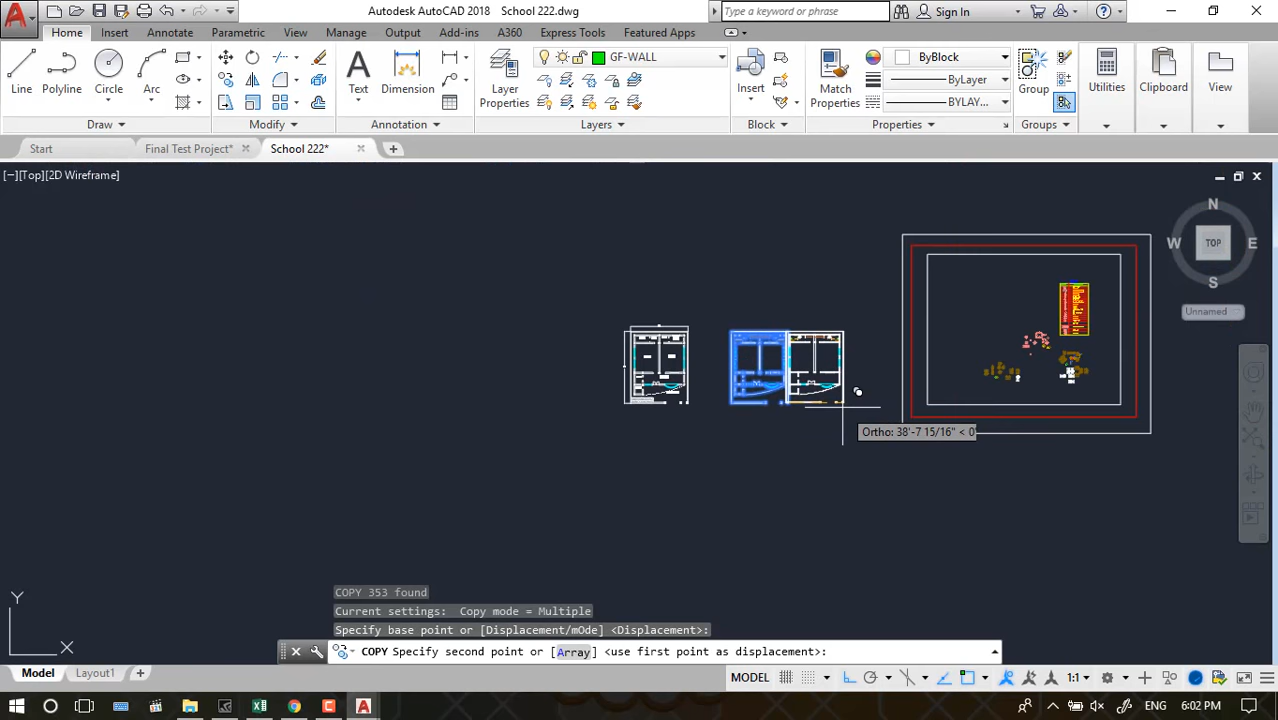 Autodesk AutoCAD 2018 School 222.dwg
Type a keyword or phrase
Sign In
Home Insert Annotate Parametric View Manage Output Add-ins A360 Express Tools Featured Apps
Line Polyline Circle Arc
Text Dimension
Layer Properties
GF-WALL
Insert
Match Properties
ByBlock
ByLayer
BYLAY...
Group
Utilities
Clipboard
View
Draw Modify Annotation Layers Block Properties Groups
Start Final Test Project* School 222*
[−][Top][2D Wireframe]
N
W TOP E
S
Unnamed
Ortho: 38'-7 15/16" < 0
COPY 353 found
Current settings: Copy mode = Multiple
Specify base point or [Displacement/mOde] <Displacement>:
COPY Specify second point or [Array] <use first point as displacement>:
Y
X
Model Layout1
MODEL
1:1
ENG 6:02 PM